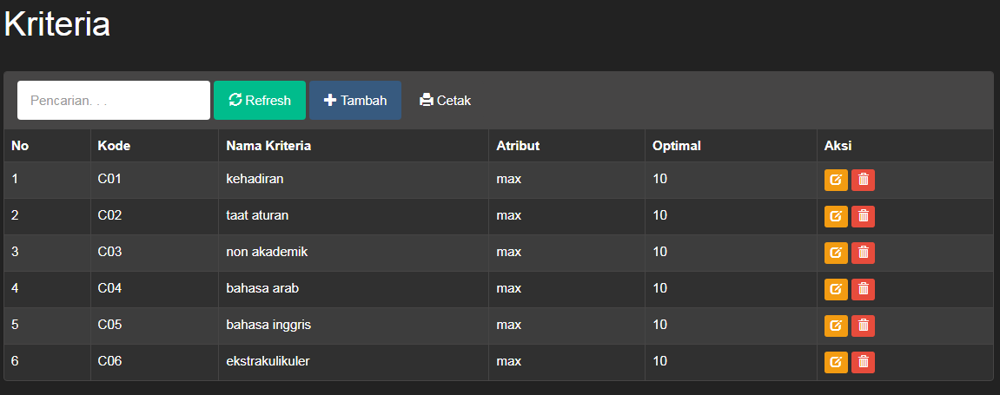 Kriteria
Pencarian. . . Refresh Tambah Cetak
No Kode Nama Kriteria Atribut Optimal Aksi
1 C01 kehadiran max 10
2 C02 taat aturan max 10
3 C03 non akademik max 10
4 C04 bahasa arab max 10
5 C05 bahasa inggris max 10
6 C06 ekstrakulikuler max 10